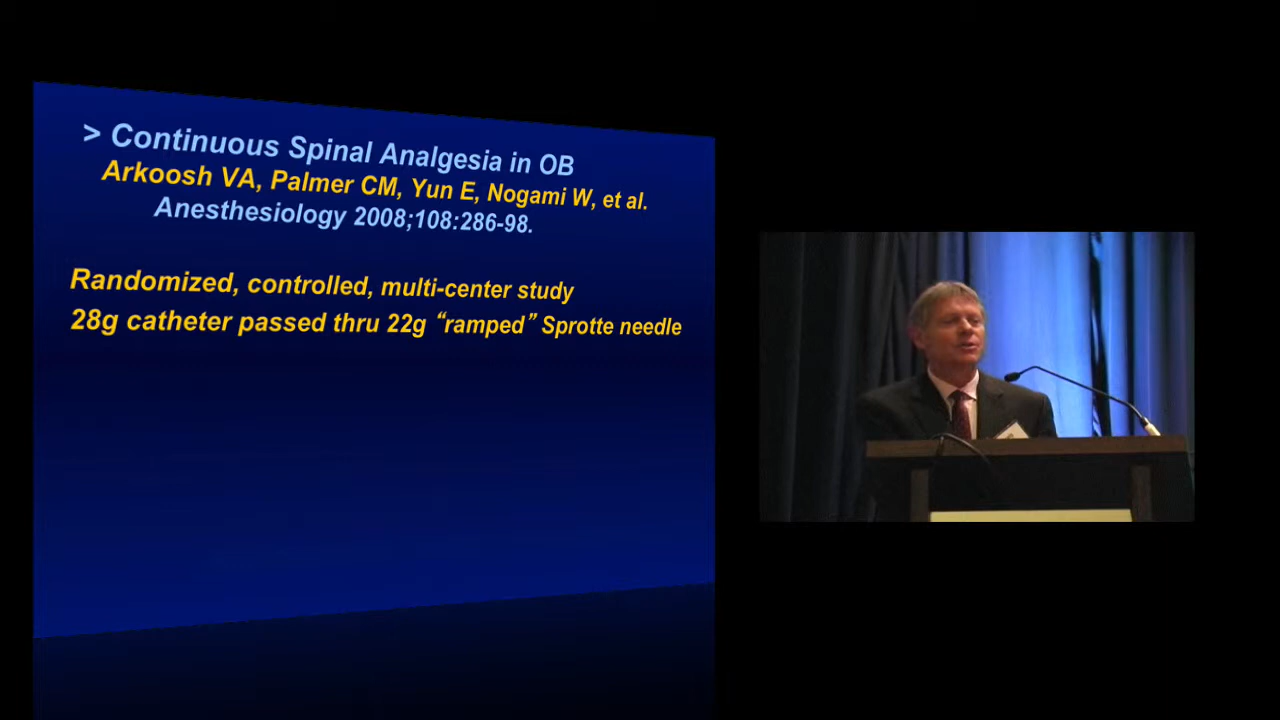 > Continuous Spinal Analgesia in OB
Arkoosh VA, Palmer CM, Yun E, Nogami W, et al.
Anesthesiology 2008;108:286-98.
Randomized, controlled, multi-center study
28g catheter passed thru 22g “ramped” Sprotte needle